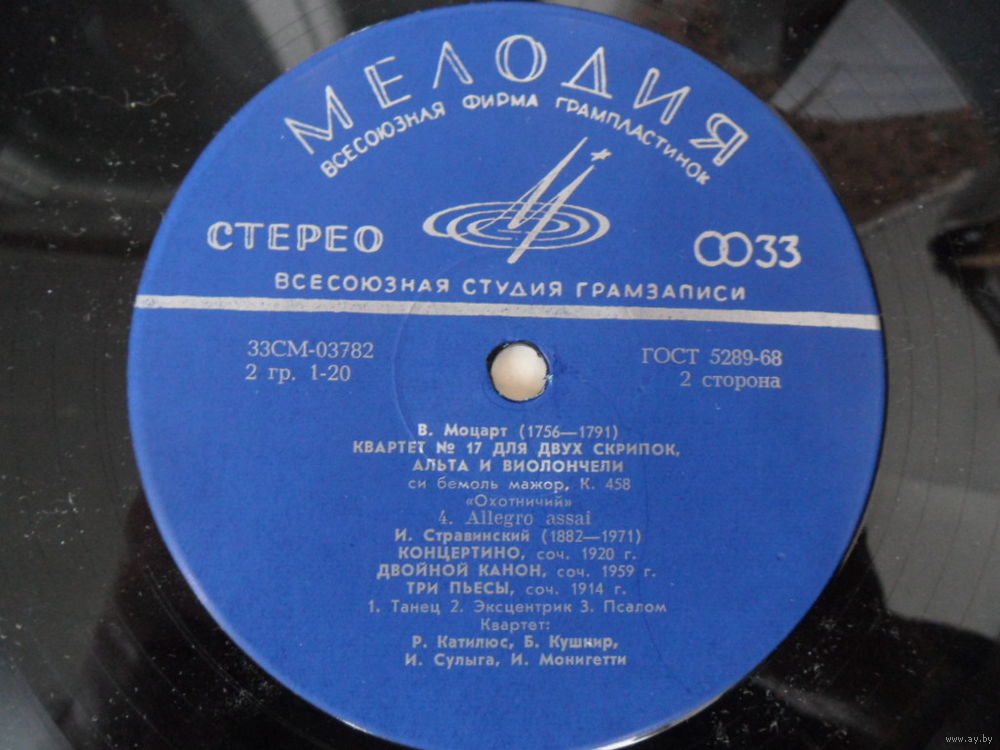 МЕЛОДИЯ
ВСЕСОЮЗНАЯ ФИРМА ГРАМПЛАСТИНОК
СТЕРЕО
33
ВСЕСОЮЗНАЯ СТУДИЯ ГРАМЗАПИСИ
33СМ-03782
ГОСТ 5289-68
2 гр. 1-20
2 сторона
В. Моцарт (1756—1791)
КВАРТЕТ № 17 ДЛЯ ДВУХ СКРИПОК,
АЛЬТА И ВИОЛОНЧЕЛИ
си бемоль мажор, К. 458
«Охотничий»
4. Allegro assai
И. Стравинский (1882—1971)
КОНЦЕРТИНО, соч. 1920 г.
ДВОЙНОЙ КАНОН, соч. 1959 г.
ТРИ ПЬЕСЫ, соч. 1914 г.
1. Танец 2. Эксцентрик 3. Псалом
Квартет:
Р. Катилюс, Б. Кушнир,
И. Сулыга, И. Монигетти
www.ay.by